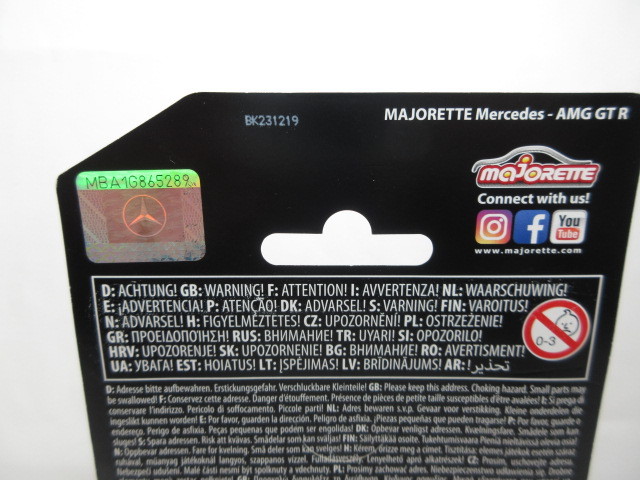 BK231219
MAJORETTE Mercedes - AMG GT R
MBA1G865289
MAJORETTE
Connect with us!
You
Tube
www.majorette.com
D: ACHTUNG! GB: WARNING! F: ATTENTION! I: AVVERTENZA! NL: WAARSCHUWING!
E: ¡ADVERTENCIA! P: ATENÇÃO! DK: ADVARSEL! S: VARNING! FIN: VAROITUS!
N: ADVARSEL! H: FIGYELMEZTETES! CZ: UPOZORNĚNÍ! PL: OSTRZEŻENIE!
GR: ΠΡΟΕΙΔΟΠΟΙΗΣΗ! RUS: ВНИМАНИЕ! TR: UYARI! SI: OPOZORILO!
HRV: UPOZORENJE! SK: UPOZORNENIE! BG: ВНИМАНИЕ! RO: AVERTISMENT!
UA: УВАГА! EST: HOIATUS! LT: ĮSPĖJIMAS! LV: BRĪDINĀJUMS! AR: تحذير!
0-3
D: Adresse bitte aufbewahren. Erstickungsgefahr. Verschluckbare Kleinteile! GB: Please keep this address. Choking hazard. Small parts may
be swallowed! F: Conservez cette adresse. Danger d'étouffement. Présence de pièces de petite taille susceptibles d'être avalées! I: Si prega di
conservare l'indirizzo. Pericolo di soffocamento. Piccole parti! NL: Adres bewaren s.v.p. Gevaar voor verstikking. Kleine onderdelen die
ingeslikt kunnen worden! E: Por favor, guarden la dirección. Peligro de asfixia. ¡Piezas pequeñas que pueden tragarse! P: Por favor, guarde o
endereço. Perigo de asfixia. Peças pequenas que podem ser engolidas! DK: Opbevar venligst adressen. Kvælningsfare. Smådele som kan
sluges! S: Spara adressen. Risk att kvävas. Smådelar som kan sväljas! FIN: Säilyttäkää osoite. Tukehtumisvaara Pieniä nieltävissä olevia osia!
N: Oppbevar adressen. Fare for kvelning. Små deler som kan svelges! H: Kérem, őrizze meg a címet. Tartalmaz elemes játékok esetén